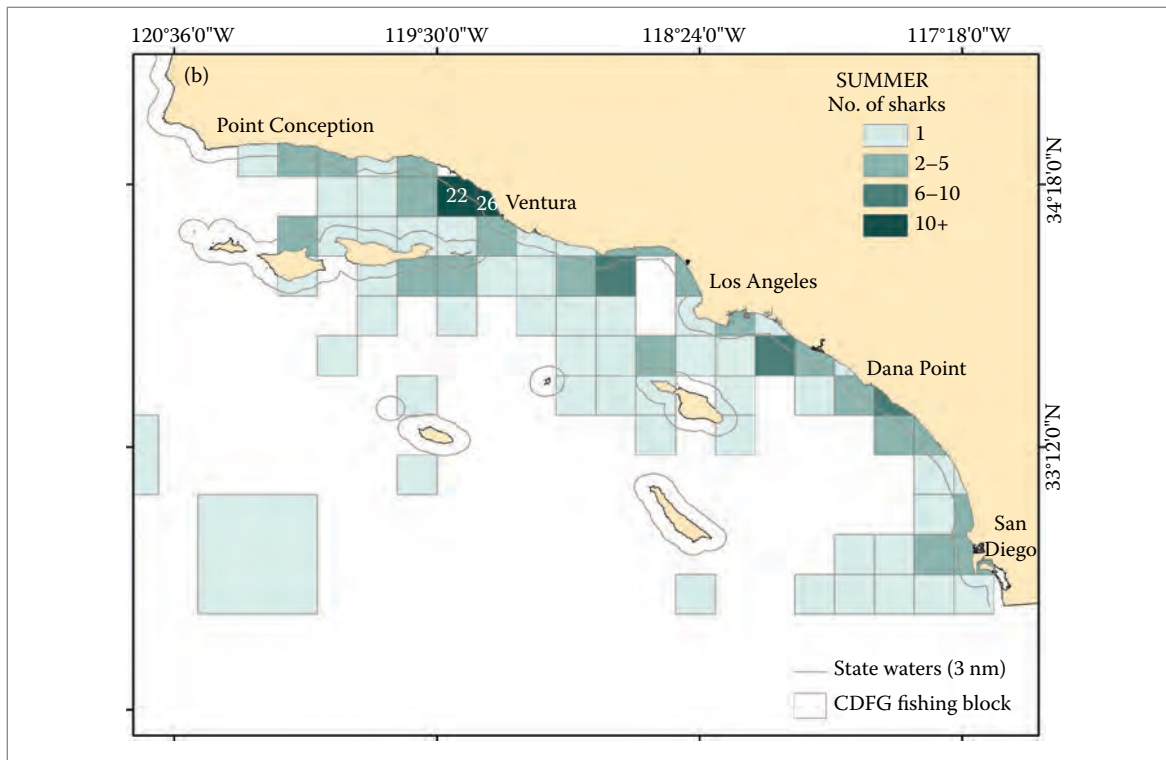 120°36'0"W 119°30'0"W 118°24'0"W 117°18'0"W
(b)
SUMMER
No. of sharks
1
2–5
6–10
10+
Point Conception
34°18'0"N
22
26
Ventura
Los Angeles
Dana Point
33°12'0"N
San
Diego
State waters (3 nm)
CDFG fishing block